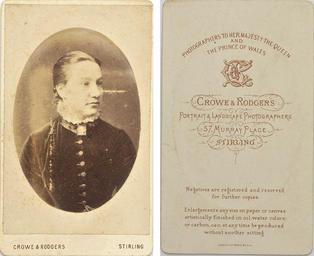 CROWE & RODGERS STIRLING
PHOTOGRAPHERS TO HER MAJESTY THE QUEEN
AND
THE PRINCE OF WALES
CROWE & RODGERS
PORTRAIT & LANDSCAPE PHOTOGRAPHERS
57, MURRAY PLACE
STIRLING
Negatives are registered and reserved
for further copies.
Enlargements any size on paper or canvas
artistically finished in oil, water colors
or carbon, can at any time be produced
without another sitting